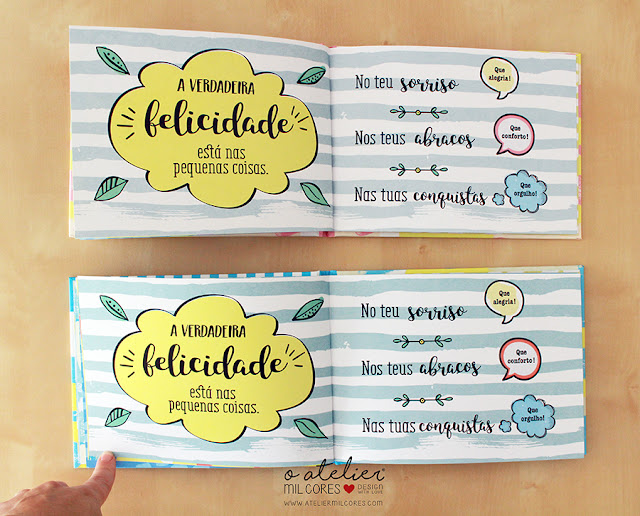 A VERDADEIRA
felicidade
está nas
pequenas coisas.
No teu sorriso
Que
alegria!
Nos teus abraços
Que
conforto!
Nas tuas conquistas
Que
orgulho!
A VERDADEIRA
felicidade
está nas
pequenas coisas.
No teu sorriso
Que
alegria!
Nos teus abraços
Que
conforto!
Nas tuas conquistas
Que
orgulho!
o atelier
MIL CORES DESIGN
WITH LOVE
WWW.ATELIERMILCORES.COM